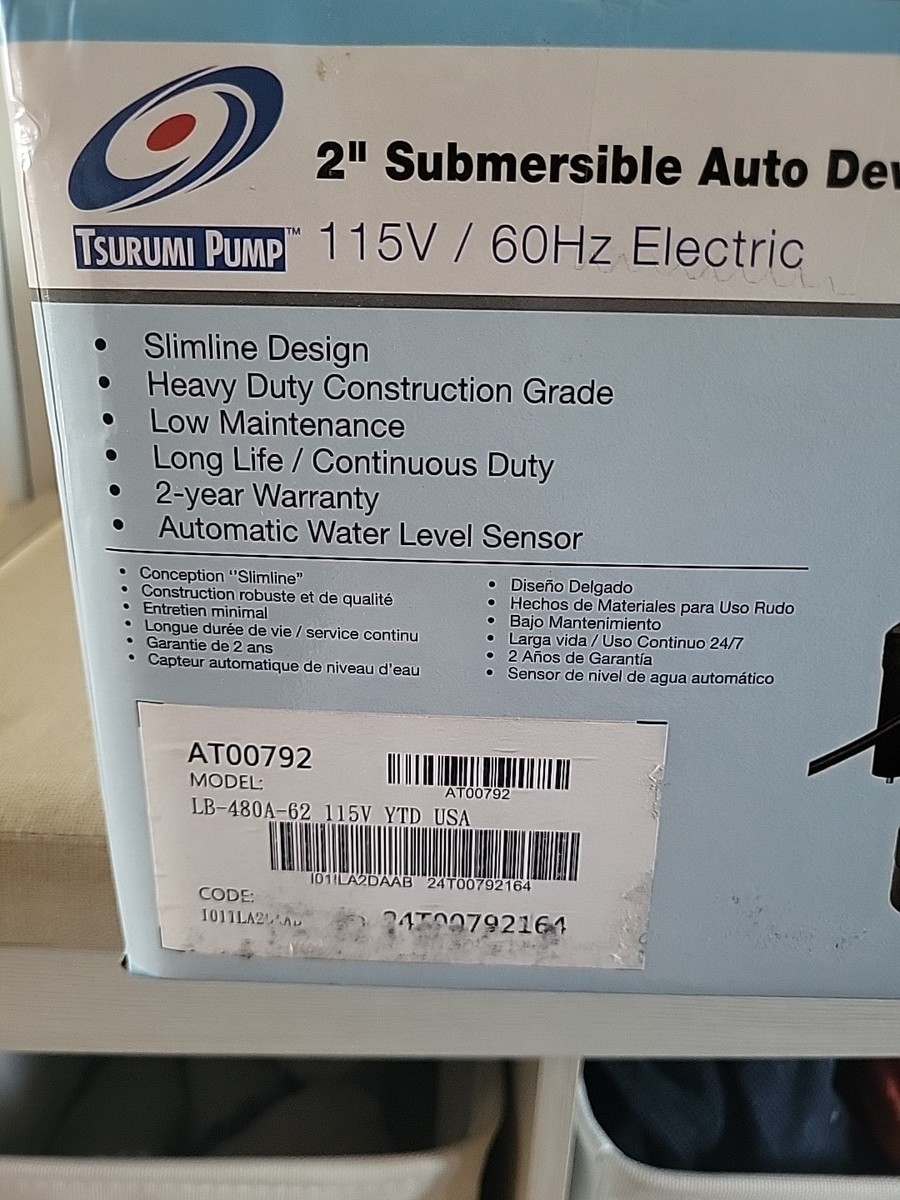 2" Submersible Auto
TSURUMI PUMP™ 115V / 60Hz Electric
• Slimline Design
• Heavy Duty Construction Grade
• Low Maintenance
• Long Life / Continuous Duty
• 2-year Warranty
• Automatic Water Level Sensor
• Conception ‘‘Slimline”
• Construction robuste et de qualité
• Entretien minimal
• Longue durée de vie / service continu
• Garantie de 2 ans
• Capteur automatique de niveau d'eau
• Diseño Delgado
• Hechos de Materiales para Uso Rudo
• Bajo Mantenimiento
• Larga vida / Uso Continuo 24/7
• 2 Años de Garantía
• Sensor de nivel de agua automático
AT00792
AT00792
MODEL:
LB-480A-62 115V YTD USA
24T00792164
CODE:
24T00792164